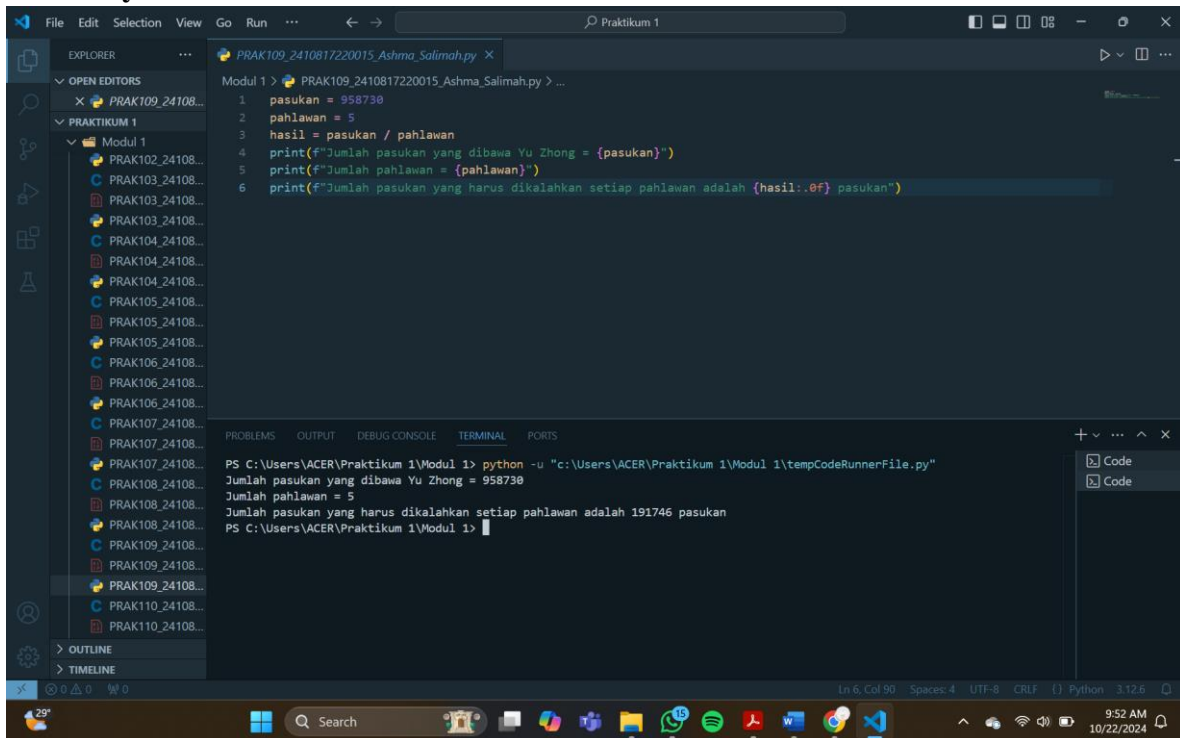 File Edit Selection View Go Run ··· Praktikum 1
EXPLORER ···
OPEN EDITORS
PRAK109_24108...
PRAKTIKUM 1
Modul 1
PRAK102_24108...
C PRAK103_24108...
PRAK103_24108...
PRAK103_24108...
C PRAK104_24108...
PRAK104_24108...
PRAK104_24108...
C PRAK105_24108...
PRAK105_24108...
PRAK105_24108...
C PRAK106_24108...
PRAK106_24108...
PRAK106_24108...
C PRAK107_24108...
PRAK107_24108...
PRAK107_24108...
C PRAK108_24108...
PRAK108_24108...
PRAK108_24108...
C PRAK109_24108...
PRAK109_24108...
PRAK109_24108...
C PRAK110_24108...
PRAK110_24108...
OUTLINE
TIMELINE
PRAK109_2410817220015_Ashma_Salimah.py
Modul 1 > PRAK109_2410817220015_Ashma_Salimah.py > ...
1 pasukan = 958730
2 pahlawan = 5
3 hasil = pasukan / pahlawan
4 print(f"Jumlah pasukan yang dibawa Yu Zhong = {pasukan}")
5 print(f"Jumlah pahlawan = {pahlawan}")
6 print(f"Jumlah pasukan yang harus dikalahkan setiap pahlawan adalah {hasil:.0f} pasukan")
PROBLEMS OUTPUT DEBUG CONSOLE TERMINAL PORTS
PS C:\Users\ACER\Praktikum 1\Modul 1> python -u "c:\Users\ACER\Praktikum 1\Modul 1\tempCodeRunnerFile.py"
Jumlah pasukan yang dibawa Yu Zhong = 958730
Jumlah pahlawan = 5
Jumlah pasukan yang harus dikalahkan setiap pahlawan adalah 191746 pasukan
PS C:\Users\ACER\Praktikum 1\Modul 1>
Code
Code
0 0 0 Ln 6, Col 90 Spaces: 4 UTF-8 CRLF {} Python 3.12.6
29°
Search
15
9:52 AM
10/22/2024